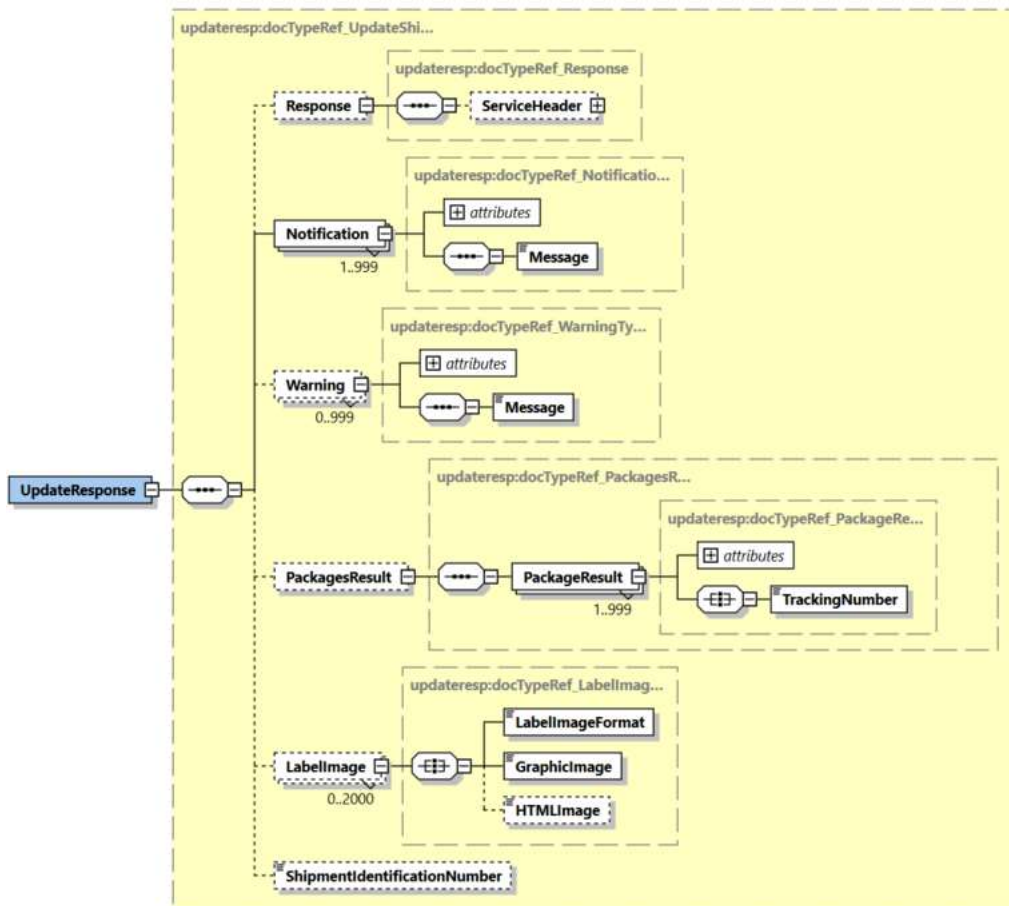 updateresp:docTypeRef_UpdateShi...
updateresp:docTypeRef_Response
Response
ServiceHeader
updateresp:docTypeRef_Notificatio...
attributes
Notification
1..999
Message
updateresp:docTypeRef_WarningTy...
attributes
Warning
0..999
Message
updateresp:docTypeRef_PackagesR...
UpdateResponse
updateresp:docTypeRef_PackageRe...
attributes
PackagesResult
PackageResult
1..999
TrackingNumber
updateresp:docTypeRef_LabelImag...
LabelImageFormat
LabelImage
0..2000
GraphicImage
HTMLImage
ShipmentIdentificationNumber